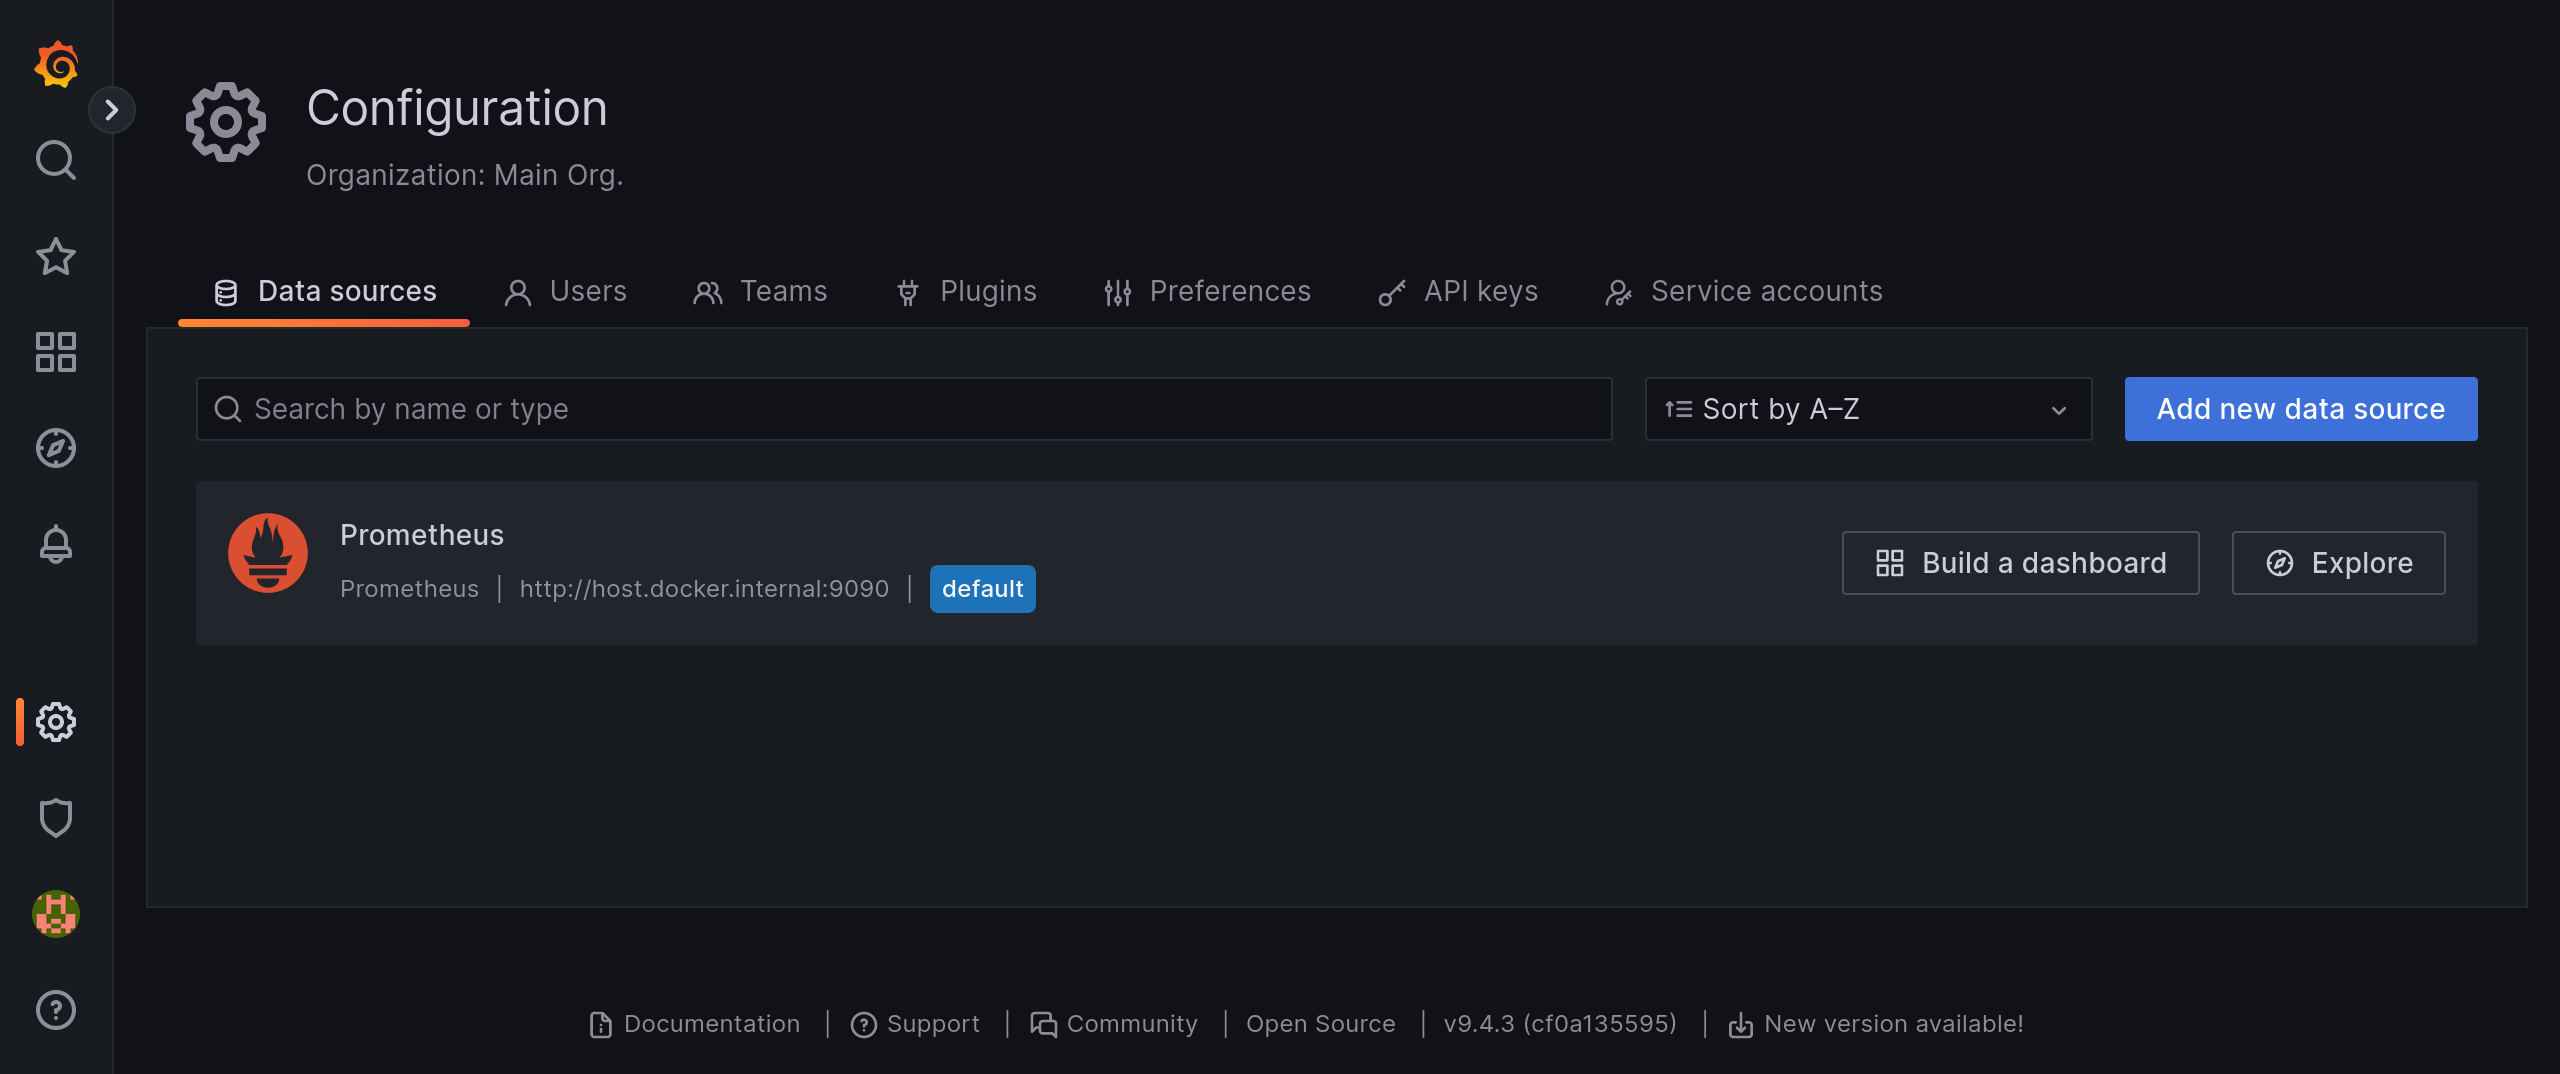 Configuration
Organization: Main Org.
Data sources Users Teams Plugins Preferences API keys Service accounts
Search by name or type Sort by A–Z Add new data source
Prometheus
Prometheus | http://host.docker.internal:9090 | default
Build a dashboard Explore
Documentation | Support | Community | Open Source | v9.4.3 (cf0a135595) | New version available!